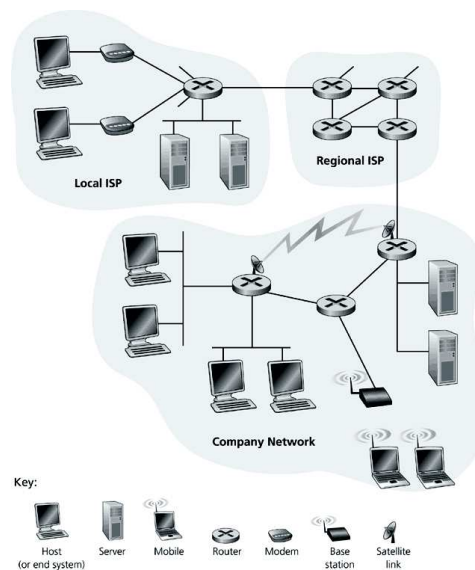 Local ISP
Regional ISP
Company Network
Key:
Host
(or end system)
Server
Mobile
Router
Modem
Base
station
Satellite
link